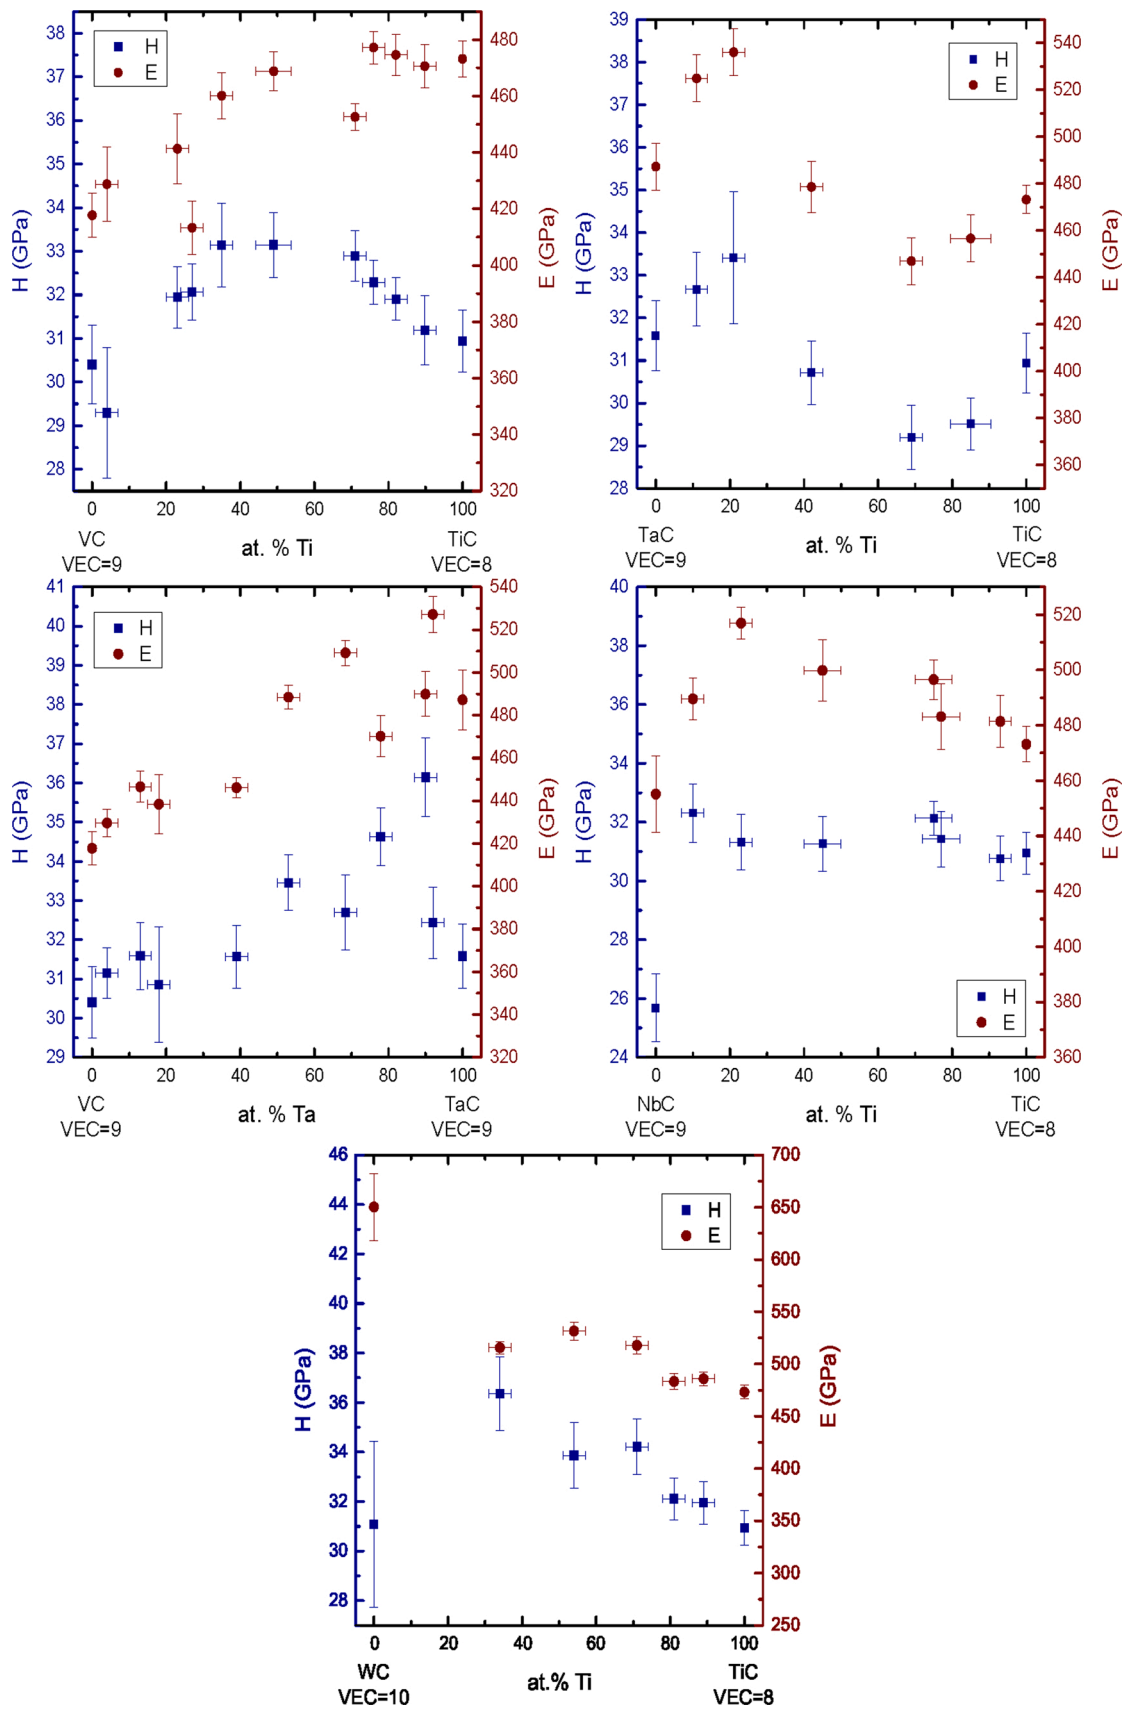 H
E
38
37
36
35
34
33
32
31
30
29
28
H (GPa)
480
460
440
420
400
380
360
340
320
E (GPa)
0 20 40 60 80 100
VC
VEC=9
at. % Ti
TiC
VEC=8
H
E
39
38
37
36
35
34
33
32
31
30
29
28
H (GPa)
540
520
500
480
460
440
420
400
380
360
E (GPa)
0 20 40 60 80 100
TaC
VEC=9
at. % Ti
TiC
VEC=8
H
E
41
40
39
38
37
36
35
34
33
32
31
30
29
H (GPa)
540
520
500
480
460
440
420
400
380
360
340
320
E (GPa)
0 20 40 60 80 100
VC
VEC=9
at. % Ta
TaC
VEC=9
H
E
40
38
36
34
32
30
28
26
24
H (GPa)
520
500
480
460
440
420
400
380
360
E (GPa)
0 20 40 60 80 100
NbC
VEC=9
at. % Ti
TiC
VEC=8
H
E
46
44
42
40
38
36
34
32
30
28
H (GPa)
700
650
600
550
500
450
400
350
300
250
E (GPa)
0 20 40 60 80 100
WC
VEC=10
at.% Ti
TiC
VEC=8